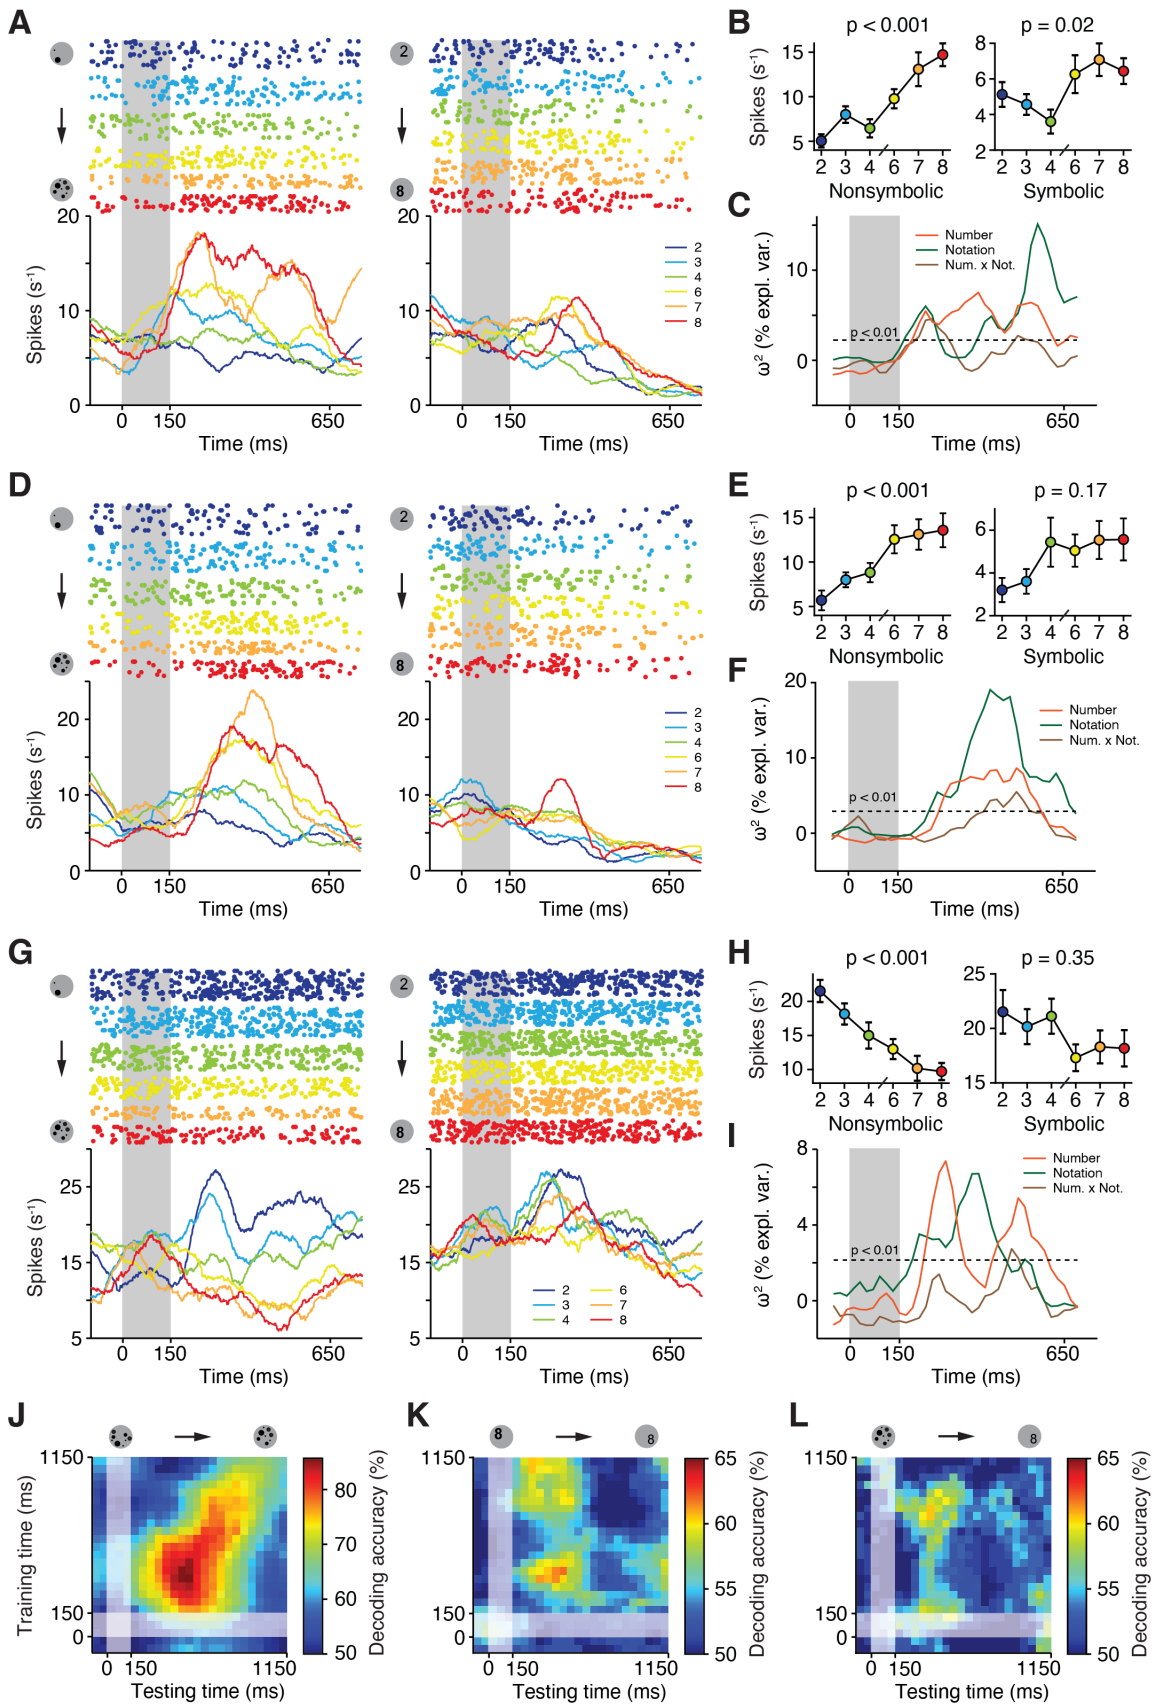 A
2
8
20
10
0
Spikes (s⁻¹)
0 150 650
Time (ms)
2
3
4
6
7
8
0
0 150 650
Time (ms)
B
p < 0.001
p = 0.02
Spikes (s⁻¹)
15
10
5
2 3 4 6 7 8
Nonsymbolic
8
6
4
2
2 3 4 6 7 8
Symbolic
C
Number
Notation
Num. x Not.
ω² (% expl. var.)
10
0
p < 0.01
0 150 650
Time (ms)
D
2
8
20
10
0
Spikes (s⁻¹)
0 150 650
Time (ms)
20
10
0
2
3
4
6
7
8
0 150 650
Time (ms)
E
p < 0.001
p = 0.17
Spikes (s⁻¹)
15
10
5
2 3 4 6 7 8
Nonsymbolic
6
4
2
2 3 4 6 7 8
Symbolic
F
20
10
0
ω² (% expl. var.)
Number
Notation
Num. x Not.
p < 0.01
0 150 650
Time (ms)
G
2
8
25
15
5
Spikes (s⁻¹)
0 150 650
Time (ms)
25
15
5
2 6
3 7
4 8
0 150 650
Time (ms)
H
p < 0.001
p = 0.35
Spikes (s⁻¹)
20
15
10
2 3 4 6 7 8
Nonsymbolic
25
20
15
2 3 4 6 7 8
Symbolic
I
8
4
0
ω² (% expl. var.)
Number
Notation
Num. x Not.
p < 0.01
0 150 650
Time (ms)
J
1150
150
0
Training time (ms)
0 150 1150
Testing time (ms)
80
70
60
50
Decoding accuracy (%)
K
8
8
1150
150
0
0 150 1150
Testing time (ms)
65
60
55
50
Decoding accuracy (%)
L
8
1150
150
0
0 150 1150
Testing time (ms)
65
60
55
50
Decoding accuracy (%)